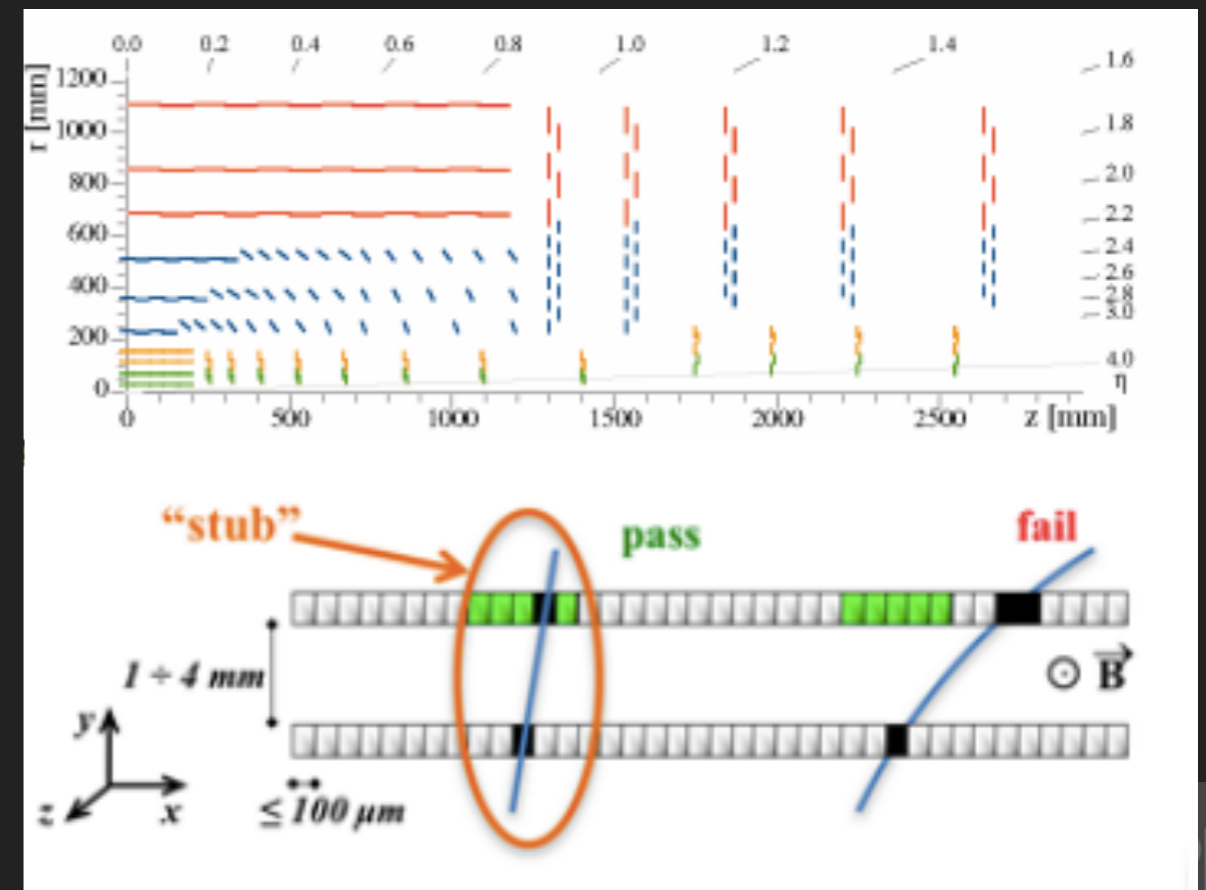 0.0 0.2 0.4 0.6 0.8 1.0 1.2 1.4 1.6
r [mm]
1200
1000
800
600
400
200
0
1.8
2.0
2.2
2.4
2.6
2.8
3.0
4.0
η
0 500 1000 1500 2000 2500 z [mm]
“stub” pass fail
1 ÷ 4 mm
⊙ B⃗
y
z x
≤ 100 μm